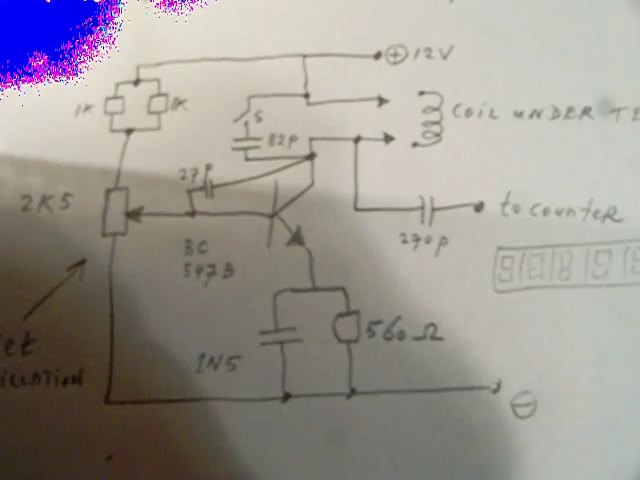 + 12V
1K
1K
S
82P
COIL UNDER TE
27P
2K5
to counter
270p
BC
547B
560Ω
1N5